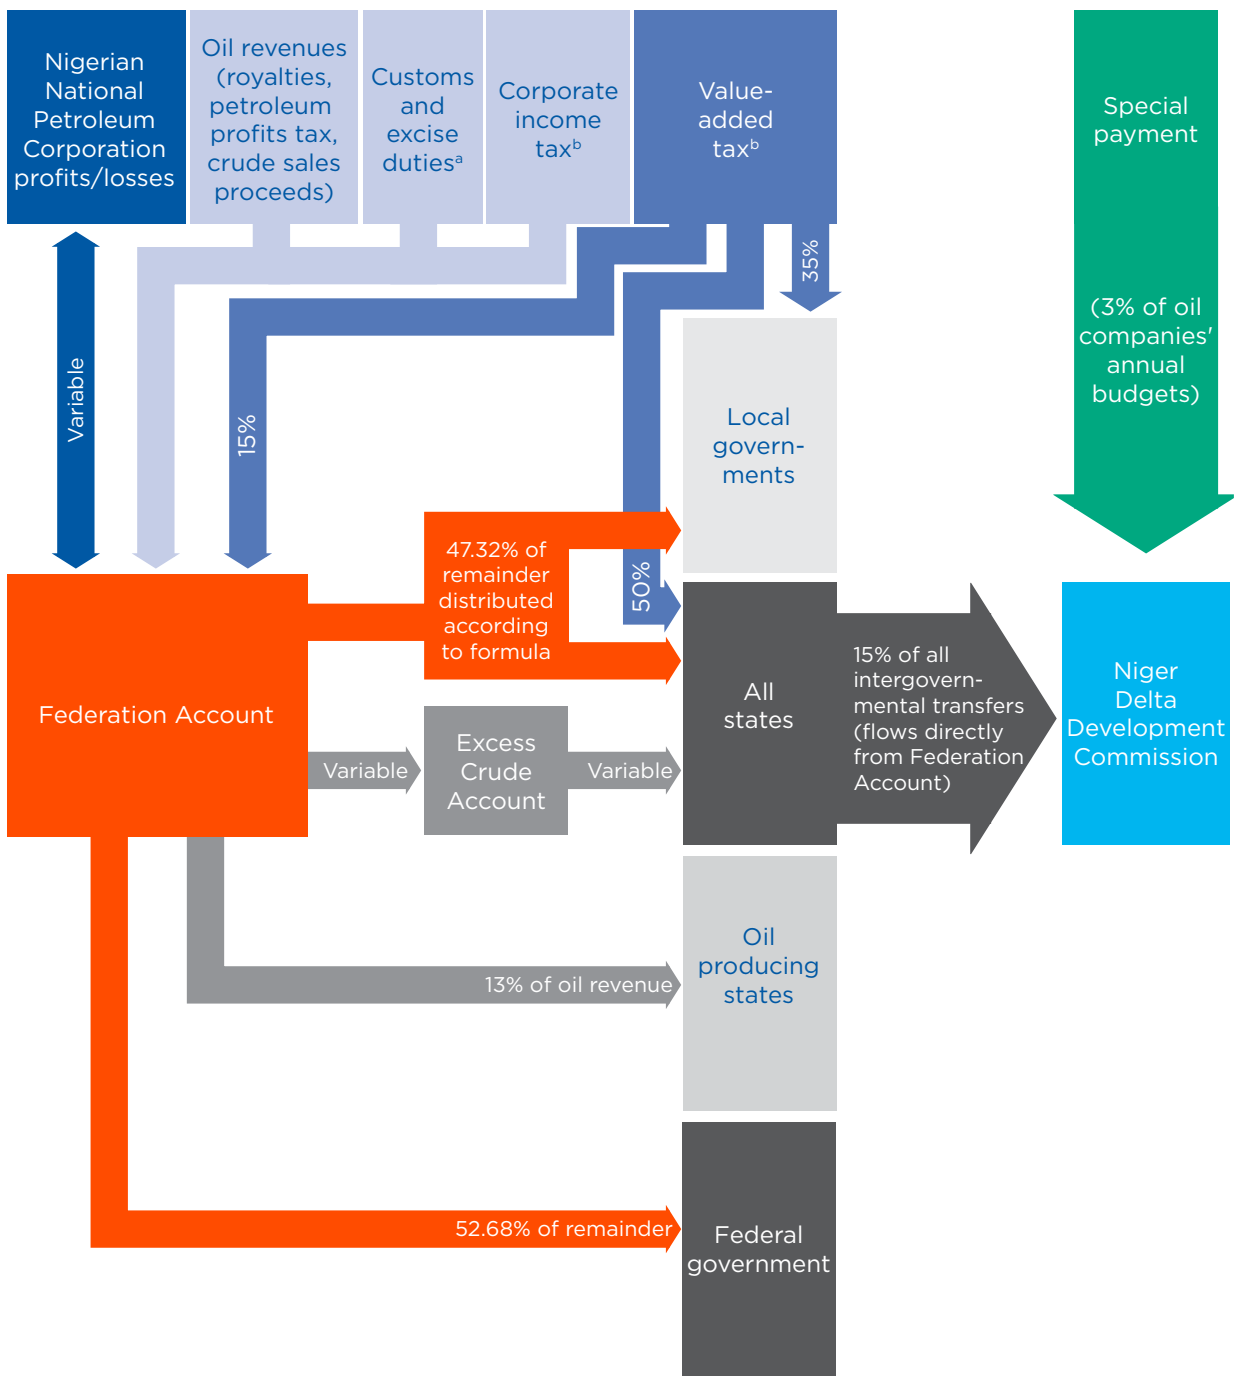 Nigerian
National
Petroleum
Corporation
profits/losses
Oil revenues
(royalties,
petroleum
profits tax,
crude sales
proceeds)
Customs
and
excise
dutiesᵃ
Corporate
income
taxᵇ
Value-
added
taxᵇ
Special
payment
(3% of oil
companies'
annual
budgets)
35%
Variable
15%
50%
Local
govern-
ments
47.32% of
remainder
distributed
according
to formula
Federation Account
Variable
Excess
Crude
Account
Variable
All
states
15% of all
intergovern-
mental transfers
(flows directly
from Federation
Account)
Niger
Delta
Development
Commission
13% of oil revenue
Oil
producing
states
52.68% of remainder
Federal
government